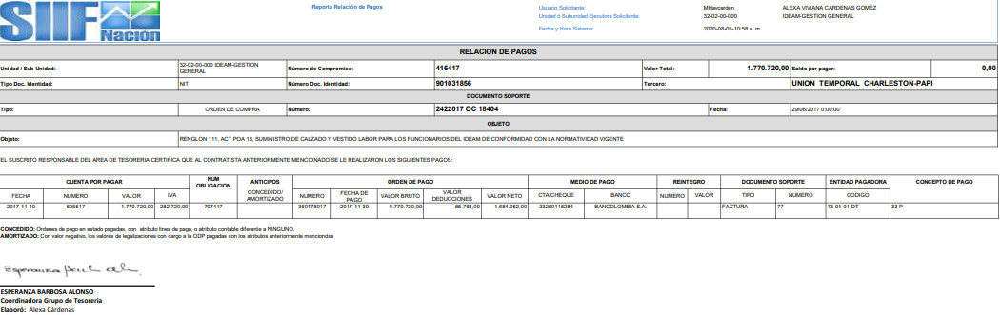 SIIF
Nación
Reporte Relación de Pagos
Usuario Solicitante: MHavcarden ALEXA VIVIANA CARDENAS GOMEZ
Unidad ó Subunidad Ejecutora Solicitante: 32-02-00-000 IDEAM-GESTION GENERAL
Fecha y Hora Sistema: 2020-08-05-10:58 a. m.
RELACION DE PAGOS
Unidad / Sub-Unidad: 32-02-00-000 IDEAM-GESTION GENERAL Número de Compromiso: 416417 Valor Total: 1.770.720,00 Saldo por pagar: 0,00
Tipo Doc. Identidad: NIT Número Doc. Identidad: 901031856 Tercero: UNION TEMPORAL CHARLESTON-PAPI
DOCUMENTO SOPORTE
Tipo: ORDEN DE COMPRA Número: 2422017 OC 18404 Fecha: 29/06/2017 0:00:00
OBJETO
Objeto: RENGLON 111, ACT POA 18, SUMINISTRO DE CALZADO Y VESTIDO LABOR PARA LOS FUNCIONARIOS DEL IDEAM DE CONFORMIDAD CON LA NORMATIVIDAD VIGENTE
EL SUSCRITO RESPONSABLE DEL AREA DE TESORERIA CERTIFICA QUE AL CONTRATISTA ANTERIORMENTE MENCIONADO SE LE REALIZARON LOS SIGUIENTES PAGOS:
CUENTA POR PAGAR NUM OBLIGACION ANTICIPOS ORDEN DE PAGO MEDIO DE PAGO REINTEGRO DOCUMENTO SOPORTE ENTIDAD PAGADORA CONCEPTO DE PAGO
FECHA NUMERO VALOR IVA CONCEDIDO/ AMORTIZADO NUMERO FECHA DE PAGO VALOR BRUTO VALOR DEDUCCIONES VALOR NETO CTA/CHEQUE BANCO NUMERO VALOR TIPO NUMERO CODIGO
2017-11-10 605517 1.770.720,00 282.720,00 797417 360178017 2017-11-30 1.770.720,00 85.768,00 1.684.952,00 33269115284 BANCOLOMBIA S.A. FACTURA 77 13-01-01-DT 33 P
CONCEDIDO: Ordenes de pago en estado pagadas, con atributo linea de pago, o atributo contable diferente a NINGUNO.
AMORTIZADO: Con valor negativo, los valores de legalizaciones con cargo a la ODP pagadas con los atributos anteriormente menciondas
Esperanza
ESPERANZA BARBOSA ALONSO
Coordinadora Grupo de Tesoreria
Elaboró: Alexa Cárdenas